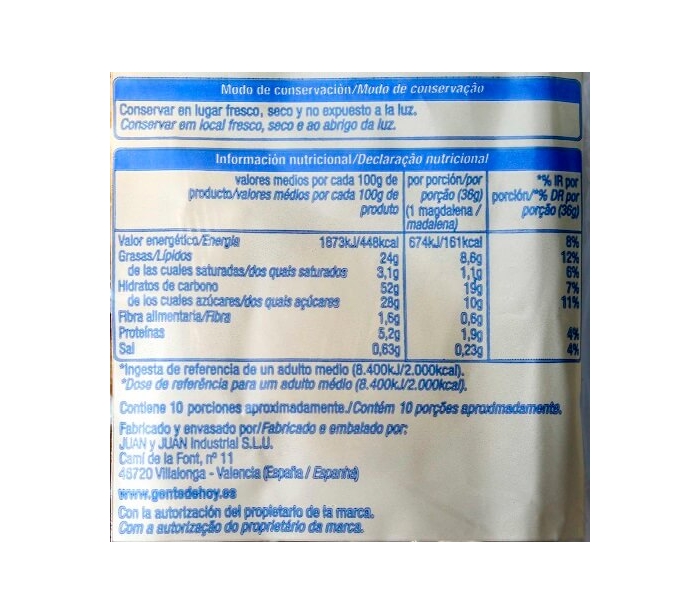 Modo de conservación/Modo de conservação
Conservar en lugar fresco, seco y no expuesto a la luz.
Conservar em local fresco, seco e ao abrigo da luz.
Información nutricional/Declaração nutricional
valores medios por cada 100g de por porción/por *% IR por
producto/valores médios por cada 100g de porção (36g) porción/*% DR por
produto (1 magdalena / porção (36g)
madalena)
Valor energético/Energia 1873kJ/448kcal 674kJ/161kcal 8%
Grasas/Lípidos 24g 8,6g 12%
de las cuales saturadas/dos quais saturados 3,1g 1,1g 6%
Hidratos de carbono 52g 19g 7%
de los cuales azúcares/dos quais açúcares 28g 10g 11%
Fibra alimentaria/Fibra 1,6g 0,6g
Proteínas 5,2g 1,9g 4%
Sal 0,63g 0,23g 4%
*Ingesta de referencia de un adulto medio (8.400kJ/2.000kcal).
*Dose de referência para um adulto médio (8.400kJ/2.000kcal).
Contiene 10 porciones aproximadamente./Contém 10 porções aproximadamente.
Fabricado y envasado por/Fabricado e embalado por:
JUAN y JUAN Industrial S.L.U.
Camí de la Font, nº 11
46720 Villalonga - Valencia (España / Espanha)
www.gentedehoy.es
Con la autorización del propietario de la marca.
Com a autorização do proprietário da marca.